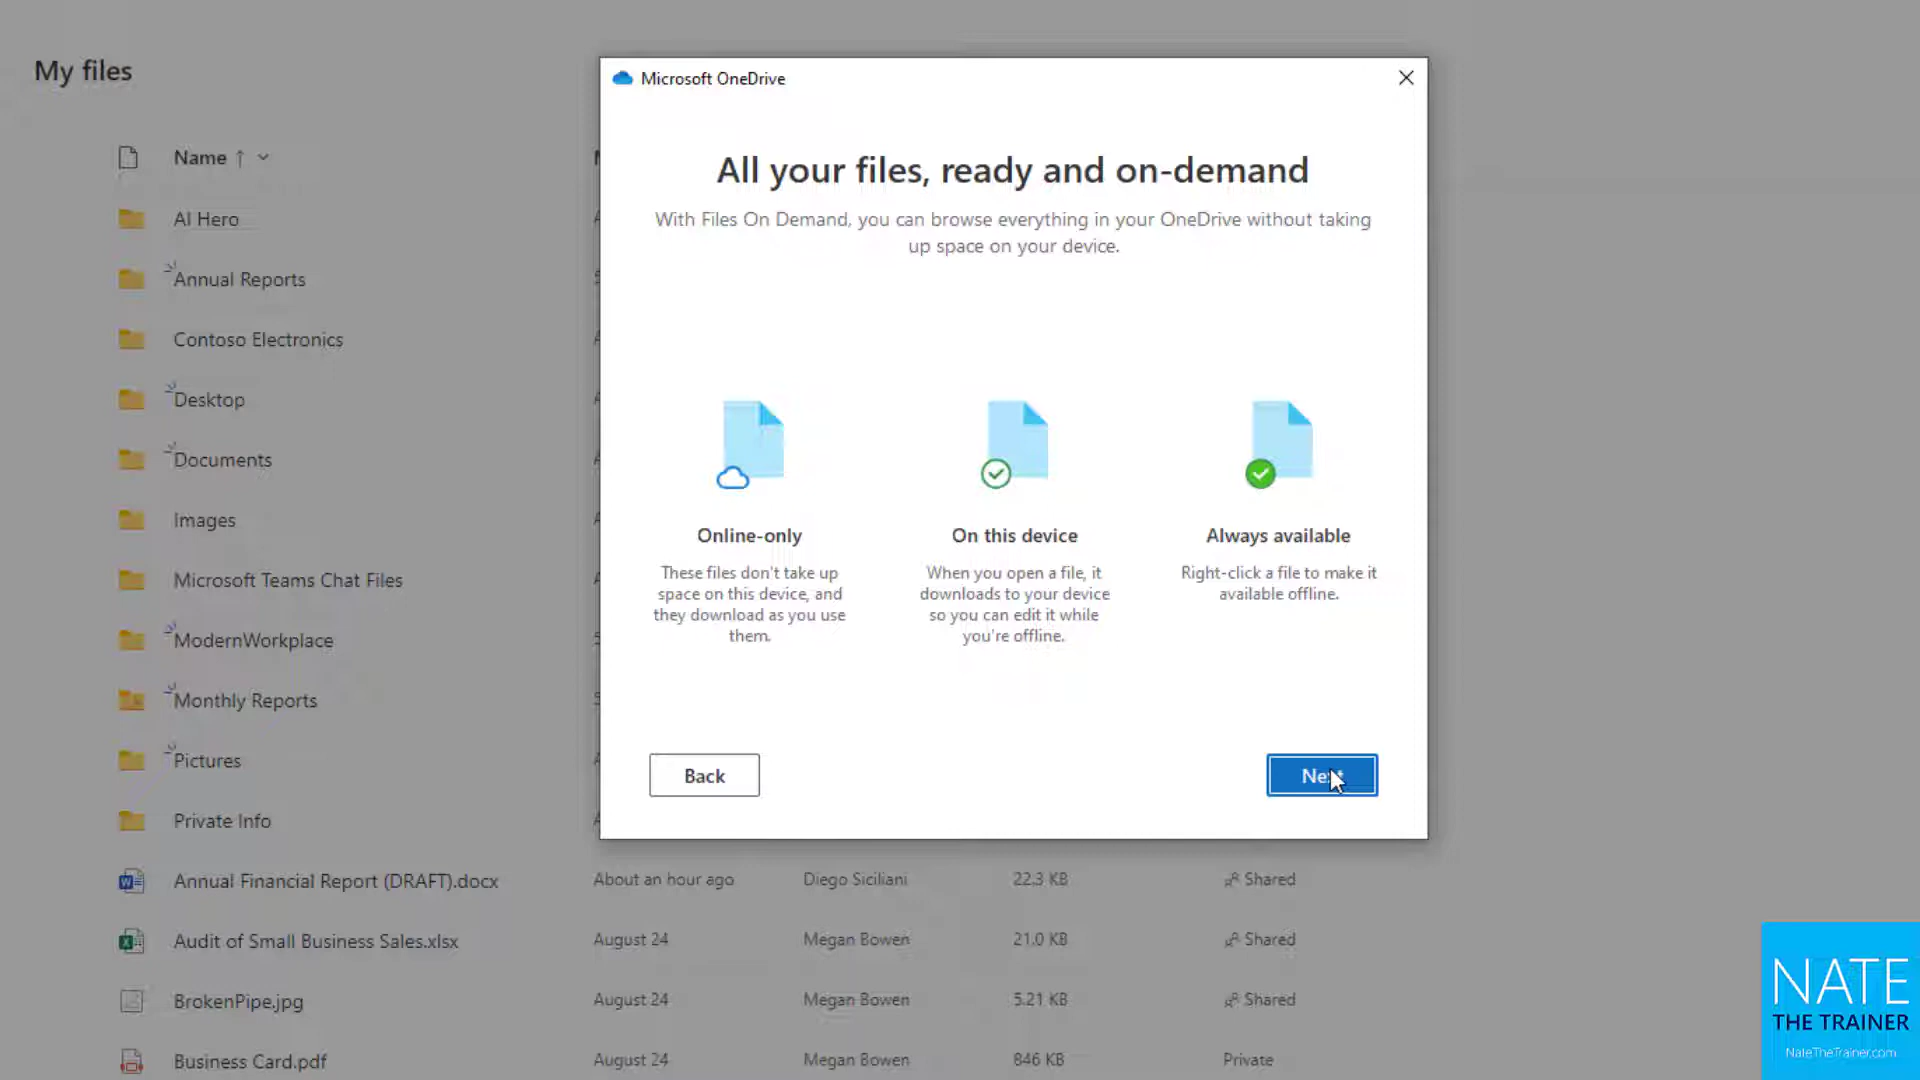 My files
Microsoft OneDrive
Name
All your files, ready and on-demand
With Files On Demand, you can browse everything in your OneDrive without taking
up space on your device.
AI Hero
Annual Reports
Contoso Electronics
Desktop
Documents
Images
Microsoft Teams Chat Files
ModernWorkplace
Monthly Reports
Pictures
Private Info
Online-only
These files don't take up
space on this device, and
they download as you use
them.
On this device
When you open a file, it
downloads to your device
so you can edit it while
you're offline.
Always available
Right-click a file to make it
available offline.
Back
Next
Annual Financial Report (DRAFT).docx About an hour ago Diego Siciliani 22.3 KB Shared
Audit of Small Business Sales.xlsx August 24 Megan Bowen 21.0 KB Shared
BrokenPipe.jpg August 24 Megan Bowen 5.21 KB Shared
Business Card.pdf August 24 Megan Bowen 846 KB Private
NATE
THE TRAINER
NateTheTrainer.com